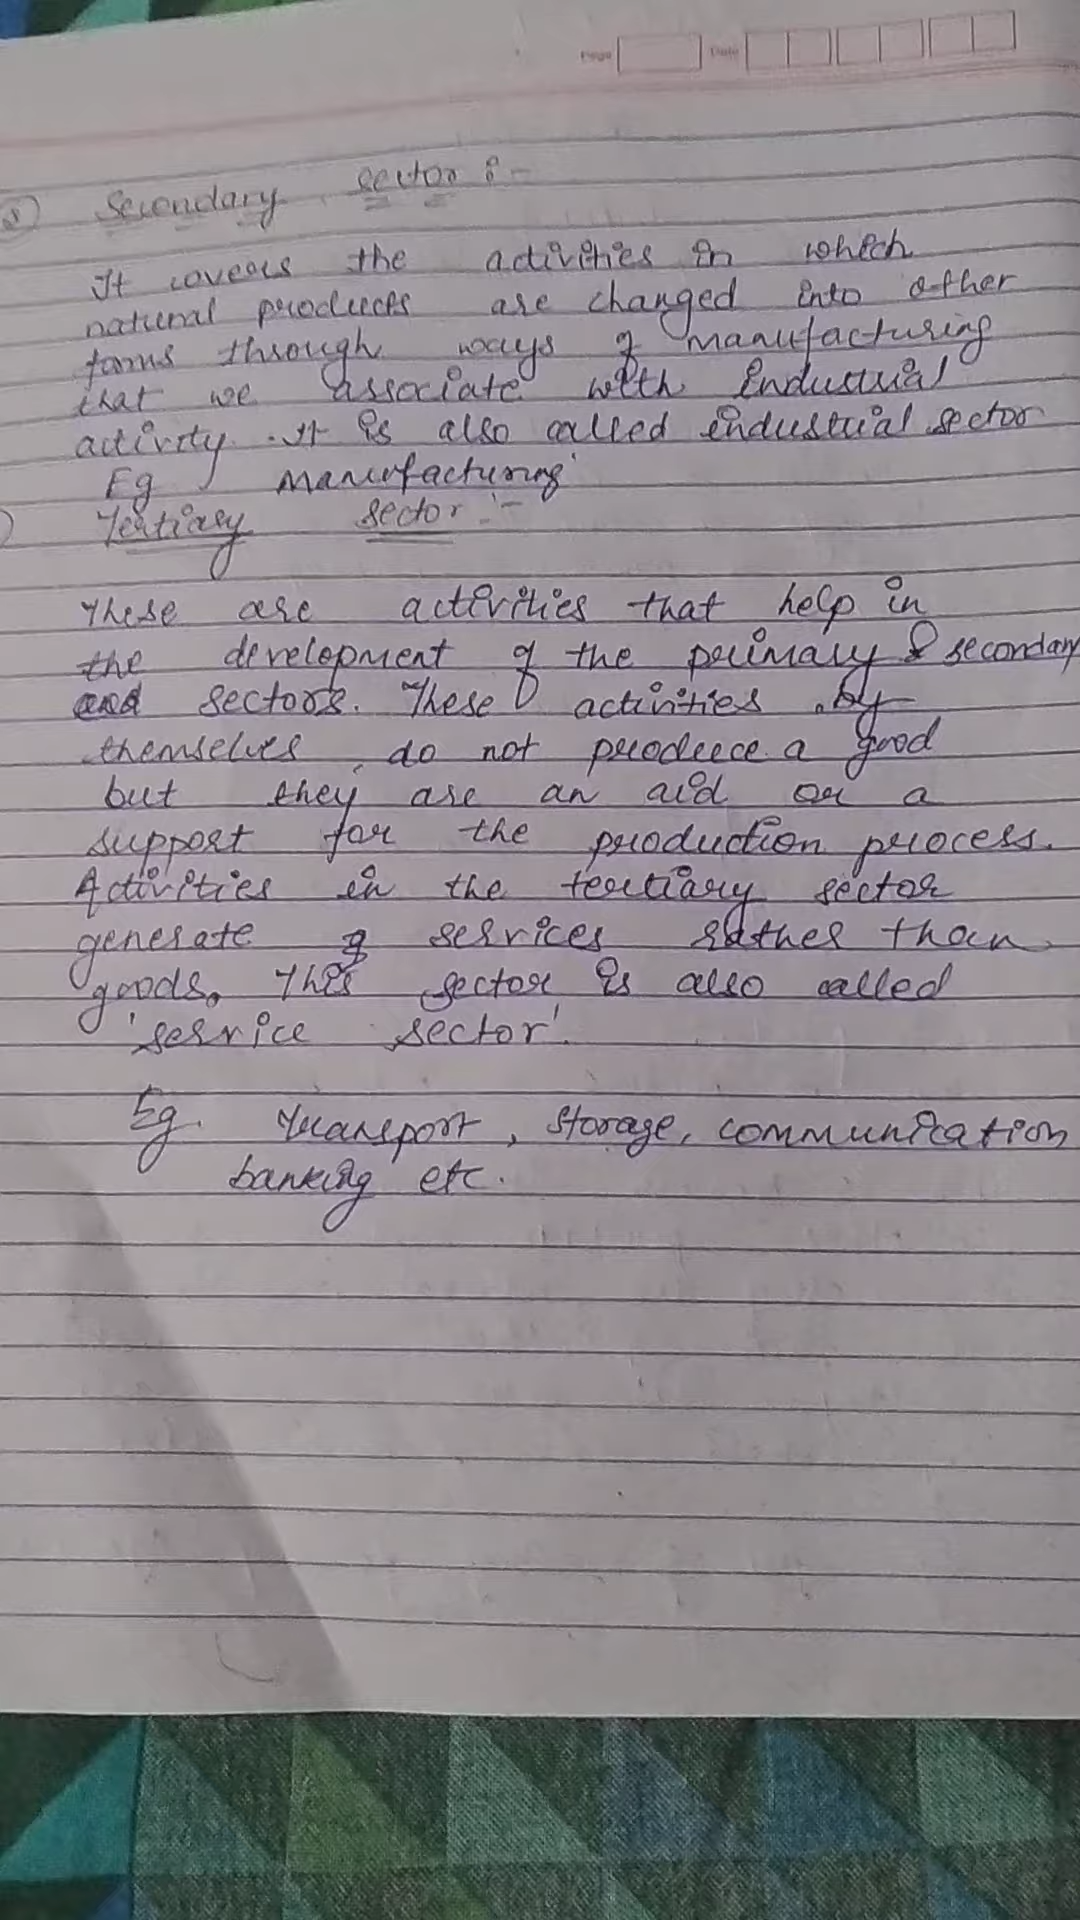 Page Date
Secondary sector :-
It covers the activities in which
natural products are changed into other
forms through ways of manufacturing
that we associate with industrial
activity. It is also called industrial sector
Eg manufacturing
Tertiary sector :-
These are activities that help in
the development of the primary & secondary
sectors. These activities by
themselves do not produce a good
but they are an aid or a
support for the production process.
Activities in the tertiary sector
generate services rather than
goods. This sector is also called
'service sector'.
Eg. Transport, storage, communication
banking etc.